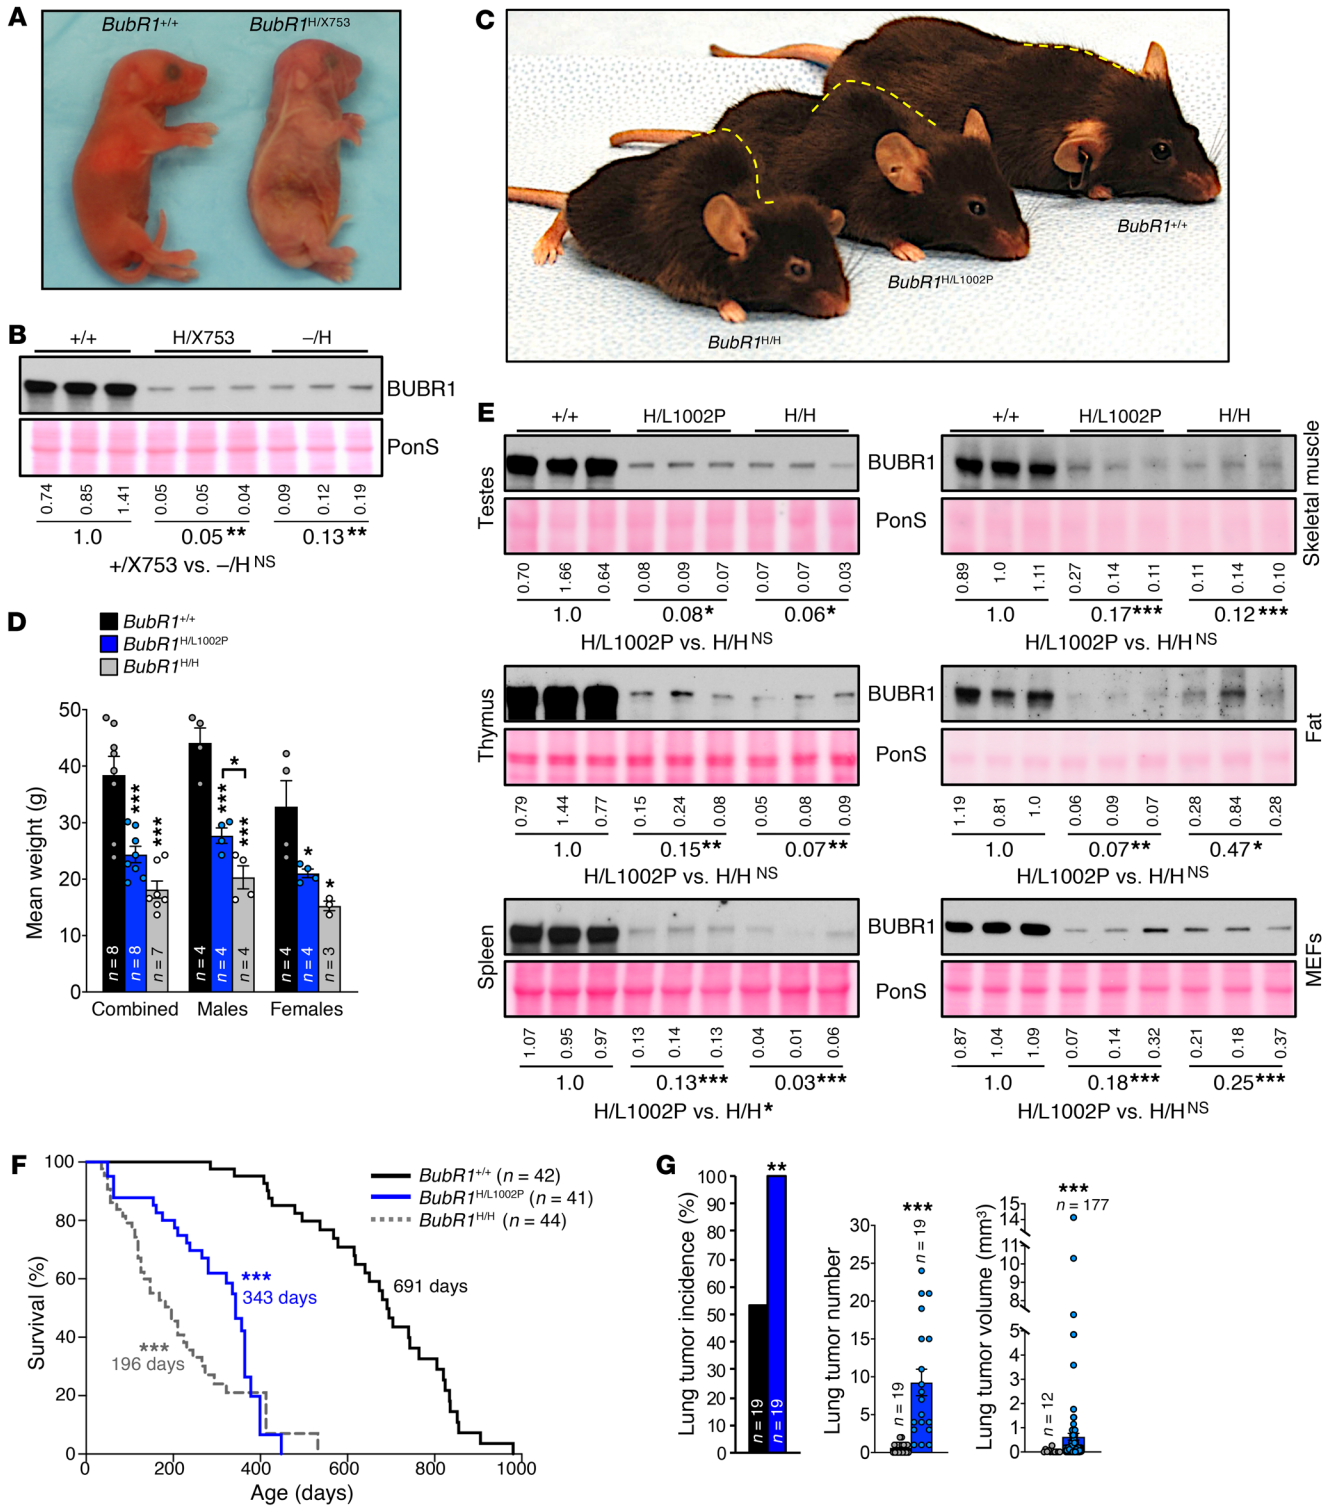 A
BubR1+/+ BubR1H/X753
B
+/+ H/X753 –/H
BUBR1
PonS
0.74 0.85 1.41 0.05 0.05 0.04 0.09 0.12 0.19
1.0 0.05** 0.13**
+/X753 vs. –/H NS
C
BubR1+/+
BubR1H/L1002P
BubR1H/H
D
BubR1+/+
BubR1H/L1002P
BubR1H/H
Mean weight (g)
50
40
30
20
10
0
*** *** *** * *** * *
n = 8 n = 8 n = 7 n = 4 n = 4 n = 4 n = 4 n = 4 n = 3
Combined Males Females
E
+/+ H/L1002P H/H
Testes
BUBR1
PonS
0.70 1.66 0.64 0.08 0.09 0.07 0.07 0.07 0.03
1.0 0.08* 0.06*
H/L1002P vs. H/H NS
+/+ H/L1002P H/H
Skeletal muscle
0.89 1.0 1.11 0.27 0.14 0.11 0.11 0.14 0.10
1.0 0.17*** 0.12***
H/L1002P vs. H/H NS
Thymus
BUBR1
PonS
0.79 1.44 0.77 0.15 0.24 0.08 0.05 0.08 0.09
1.0 0.15** 0.07**
H/L1002P vs. H/H NS
Fat
1.19 0.81 1.0 0.06 0.09 0.07 0.28 0.84 0.28
1.0 0.07** 0.47*
H/L1002P vs. H/H NS
Spleen
BUBR1
PonS
1.07 0.95 0.97 0.13 0.14 0.13 0.04 0.01 0.06
1.0 0.13*** 0.03***
H/L1002P vs. H/H*
MEFs
0.87 1.04 1.09 0.07 0.14 0.32 0.21 0.18 0.37
1.0 0.18*** 0.25***
H/L1002P vs. H/H NS
F
Survival (%)
100
80
60
40
20
0
BubR1+/+ (n = 42)
BubR1H/L1002P (n = 41)
BubR1H/H (n = 44)
691 days
***
343 days
***
196 days
0 200 400 600 800 1000
Age (days)
G
Lung tumor incidence (%)
100
90
80
70
60
50
40
30
20
10
0
**
n = 19 n = 19
Lung tumor number
30
25
20
15
10
5
0
***
n = 19 n = 19
Lung tumor volume (mm3)
15
14
11
10
8
5
4
3
2
1
0
***
n = 177
n = 12